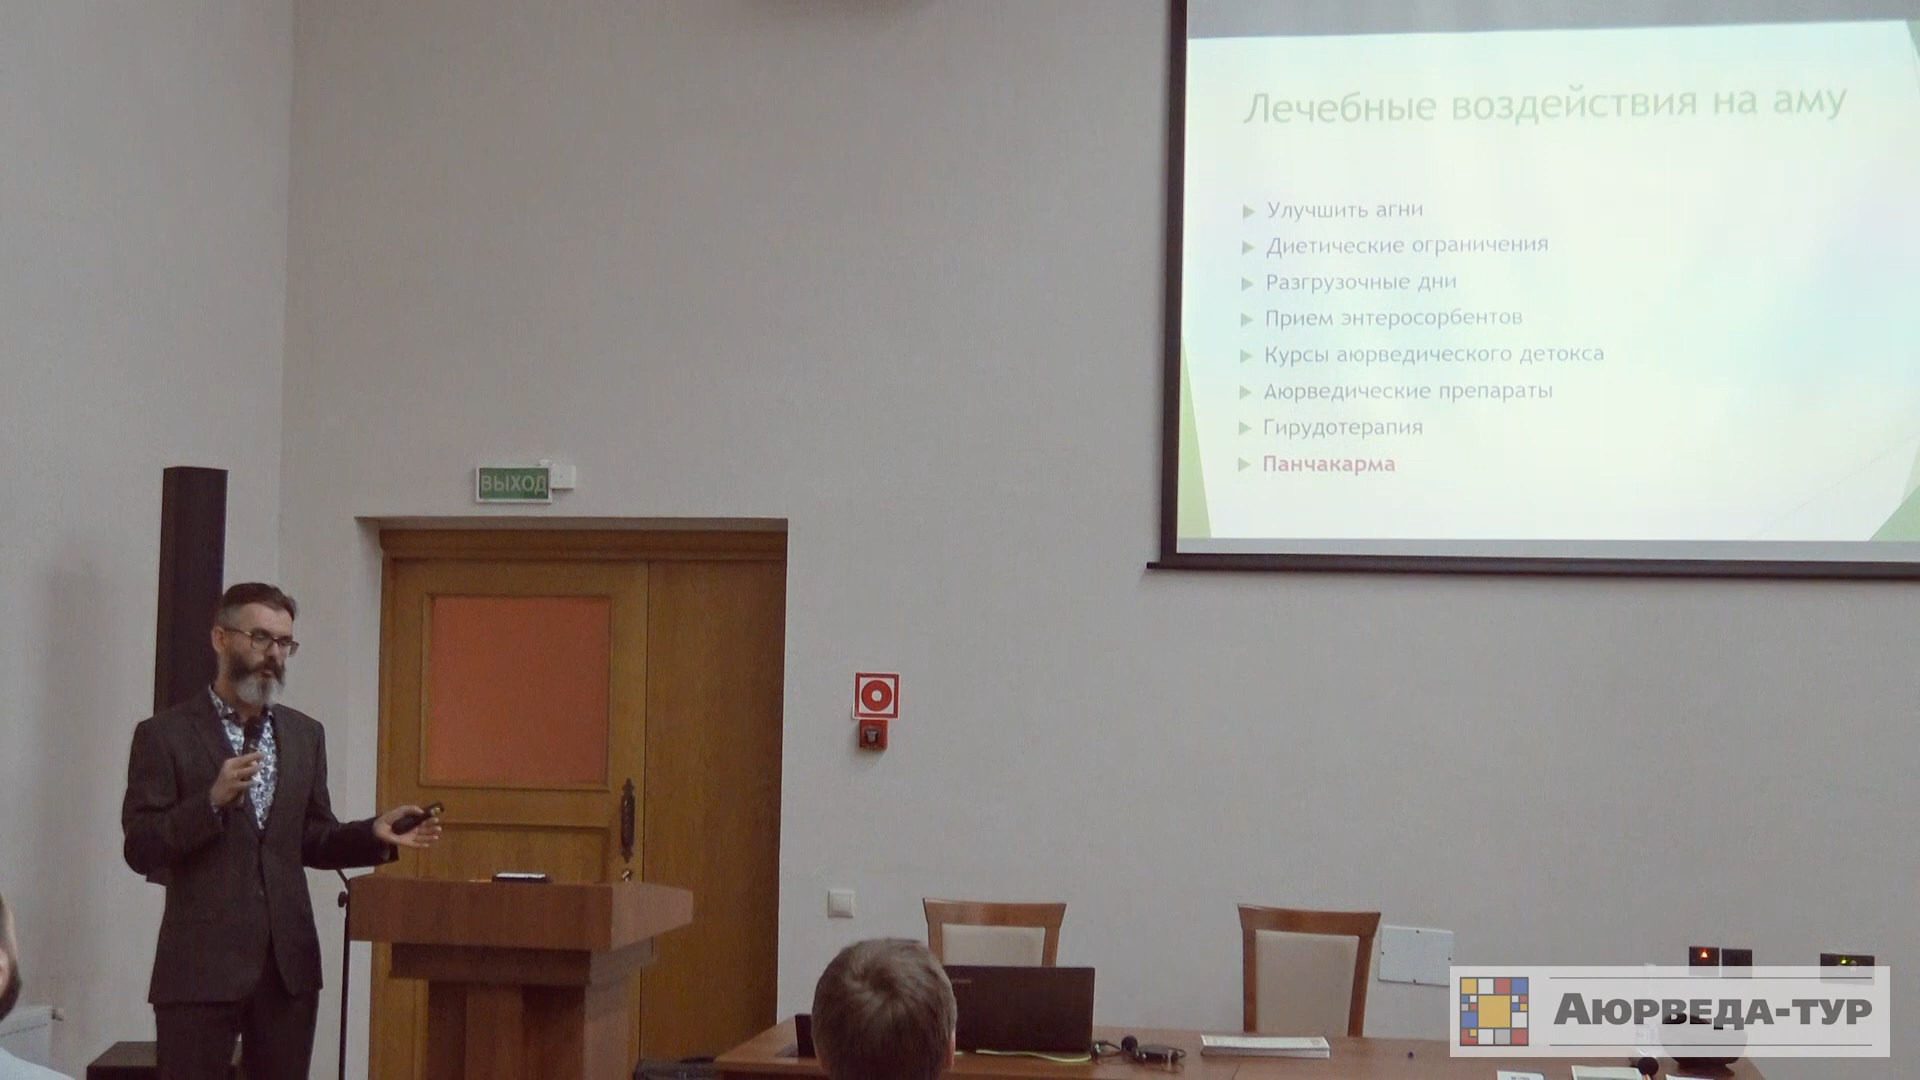 Лечебные воздействия на аму
Улучшить агни
Диетические ограничения
Разгрузочные дни
Прием энтеросорбентов
Курсы аюрведического детокса
Аюрведические препараты
Гирудотерапия
Панчакарма
ВЫХОД
АЮРВЕДА-ТУР